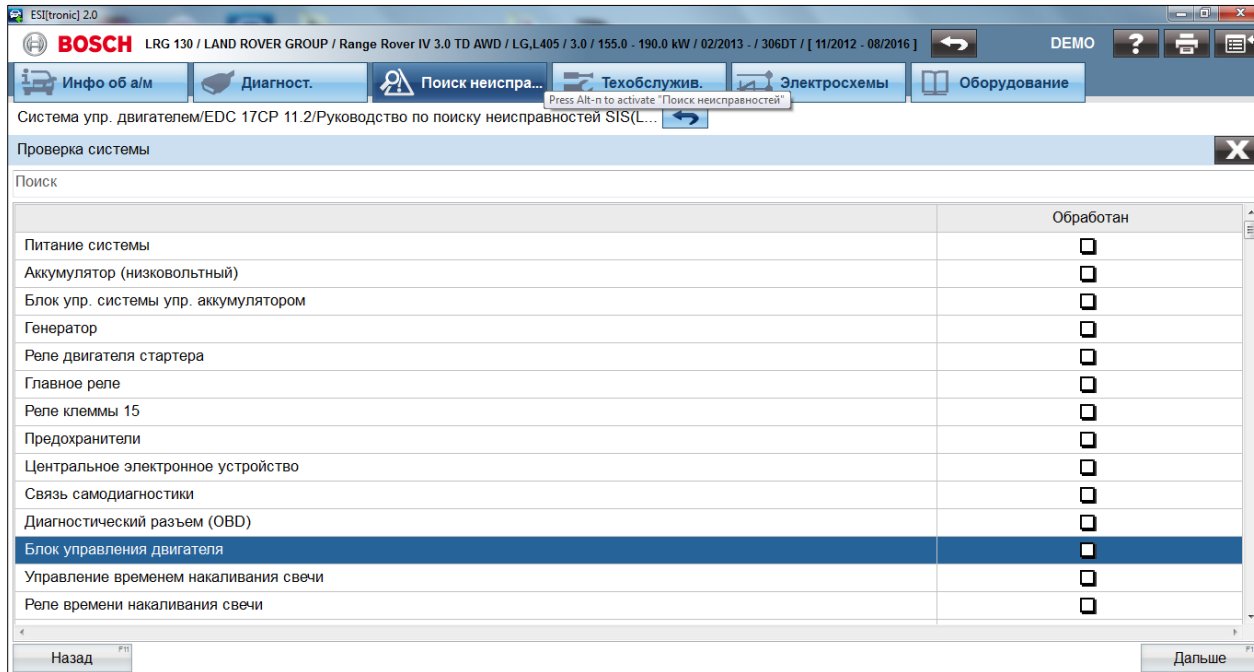 ESI[tronic] 2.0
BOSCH LRG 130 / LAND ROVER GROUP / Range Rover IV 3.0 TD AWD / LG,L405 / 3.0 / 155.0 - 190.0 kW / 02/2013 - / 306DT / [ 11/2012 - 08/2016 ] DEMO ?
Инфо об а/м Диагност. Поиск неиспра... Техобслужив. Электросхемы Оборудование
Press Alt-п to activate "Поиск неисправностей"
Система упр. двигателем/EDC 17CP 11.2/Руководство по поиску неисправностей SIS(L...
Проверка системы X
Поиск
Обработан
Питание системы
Аккумулятор (низковольтный)
Блок упр. системы упр. аккумулятором
Генератор
Реле двигателя стартера
Главное реле
Реле клеммы 15
Предохранители
Центральное электронное устройство
Связь самодиагностики
Диагностический разъем (OBD)
Блок управления двигателя
Управление временем накаливания свечи
Реле времени накаливания свечи
Назад F11 Дальше